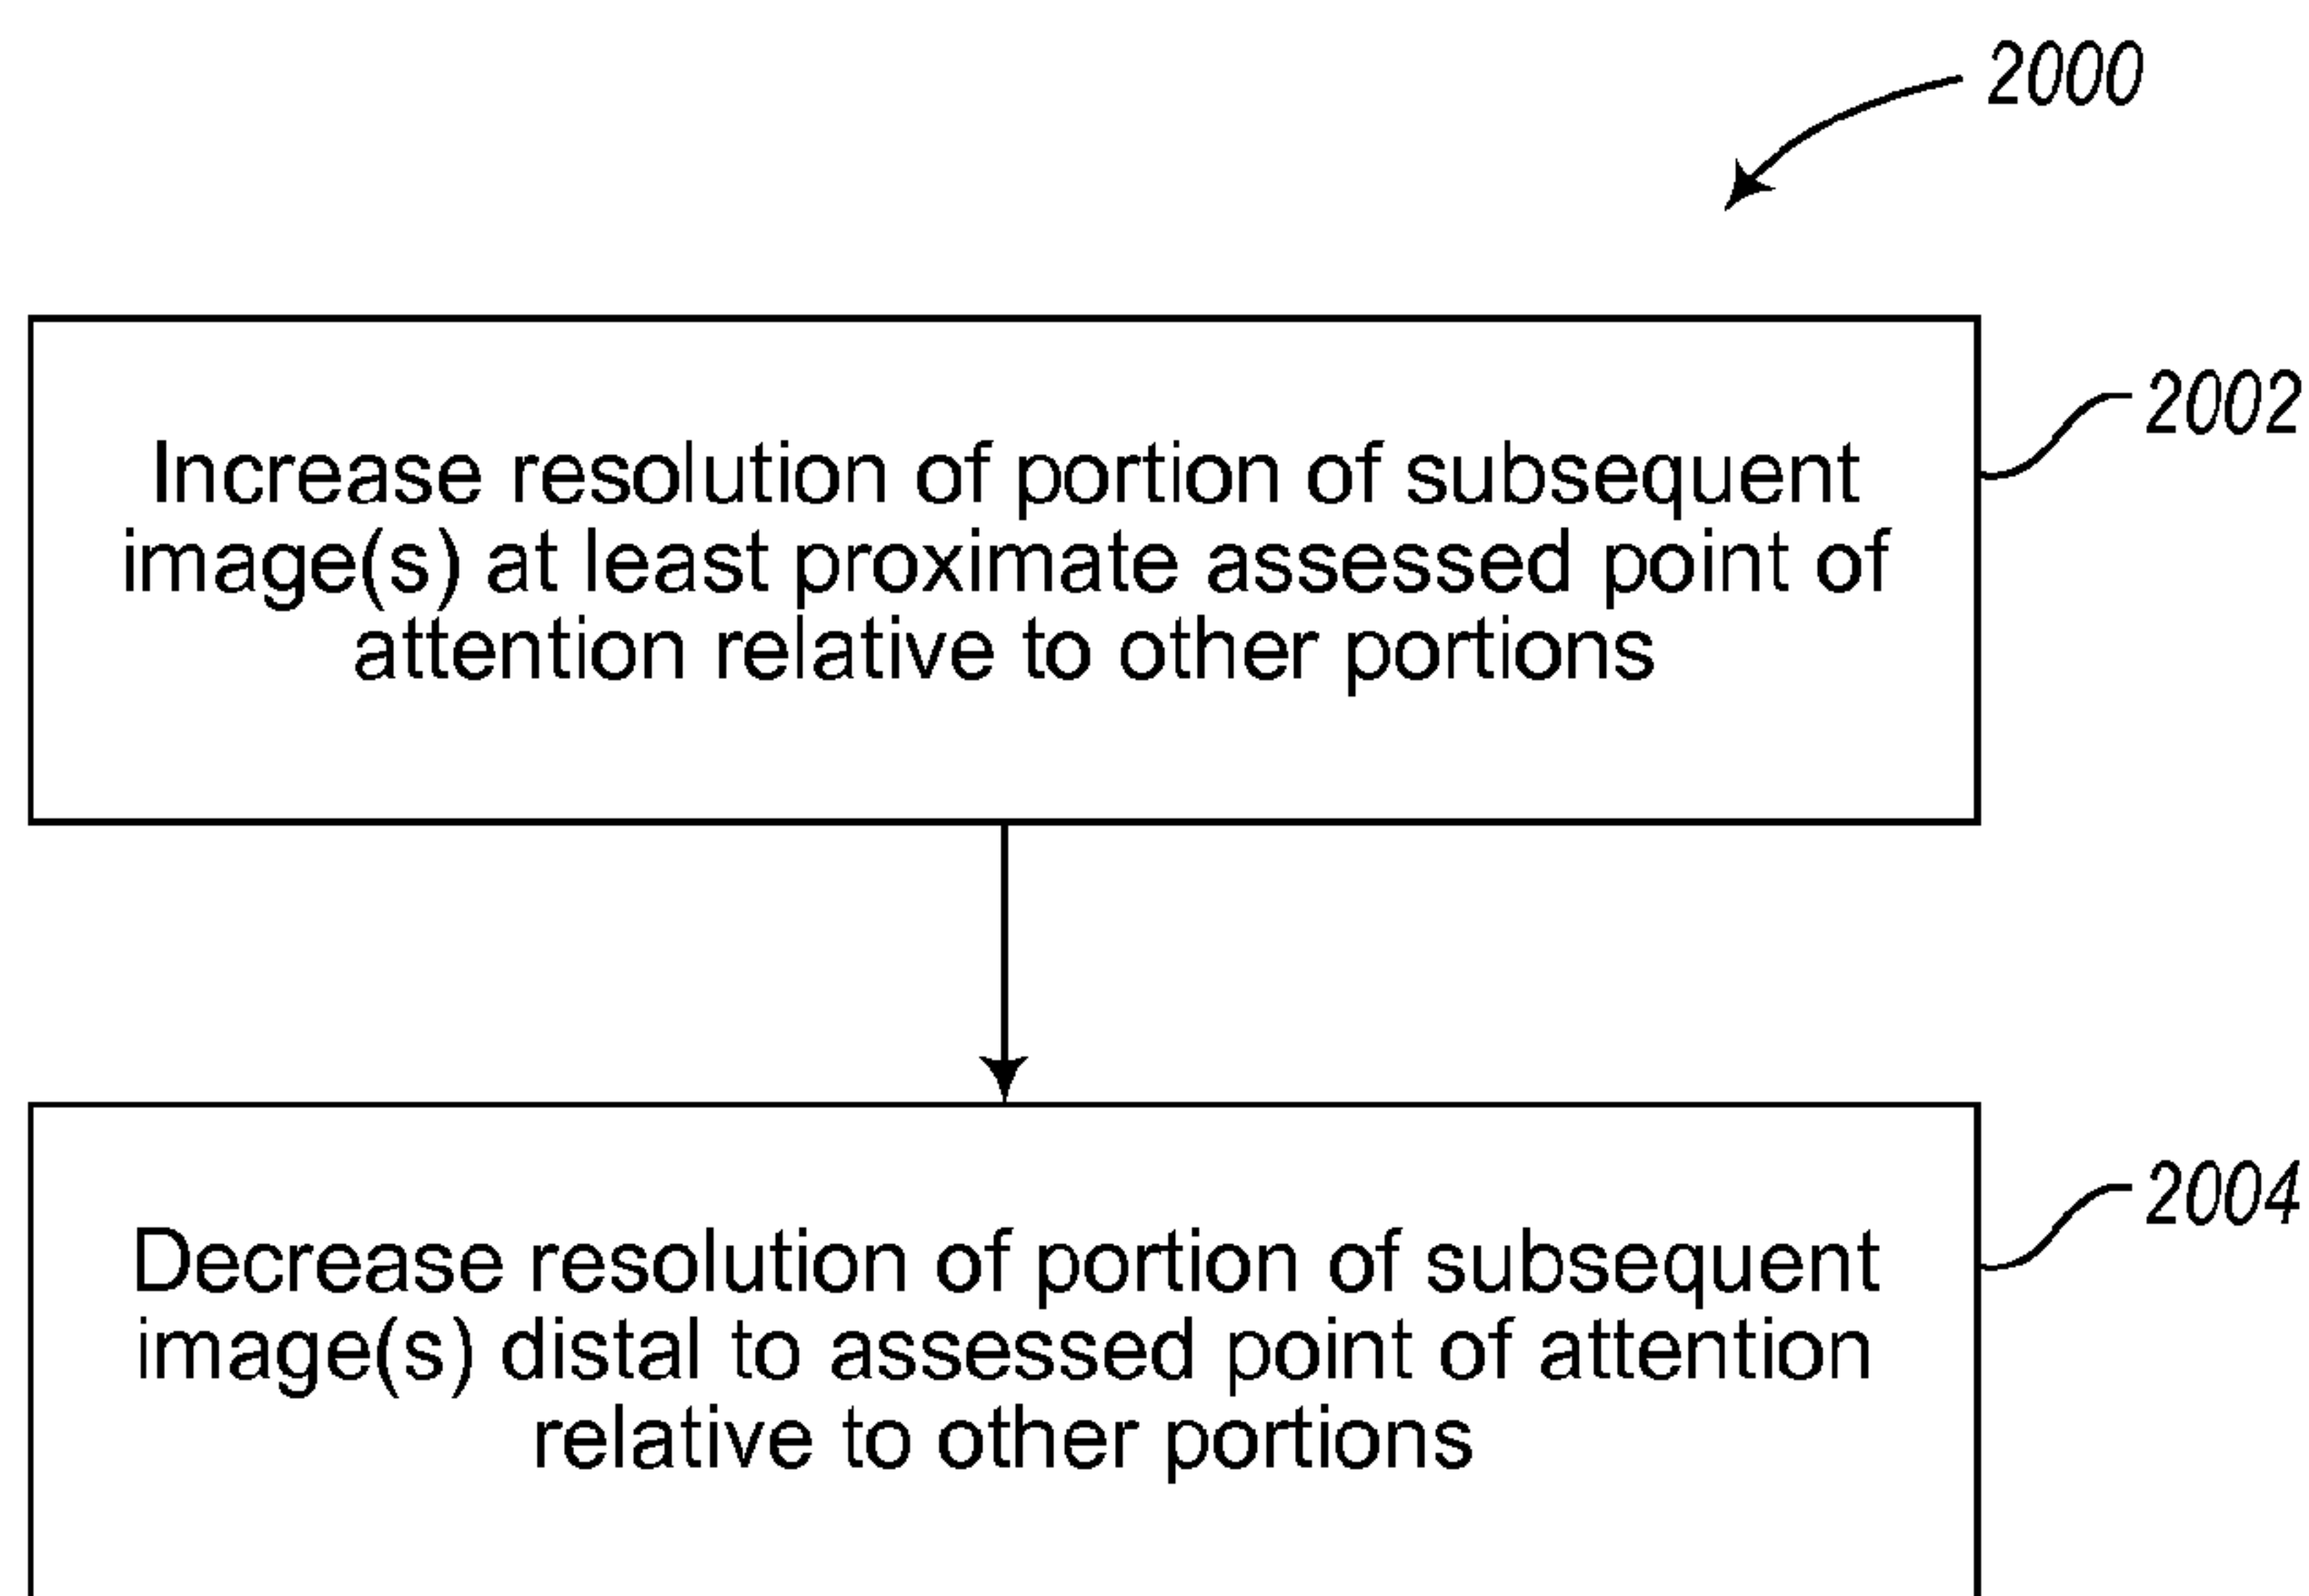 2000
2002
Increase resolution of portion of subsequent
image(s) at least proximate assessed point of
attention relative to other portions
2004
Decrease resolution of portion of subsequent
image(s) distal to assessed point of attention
relative to other portions